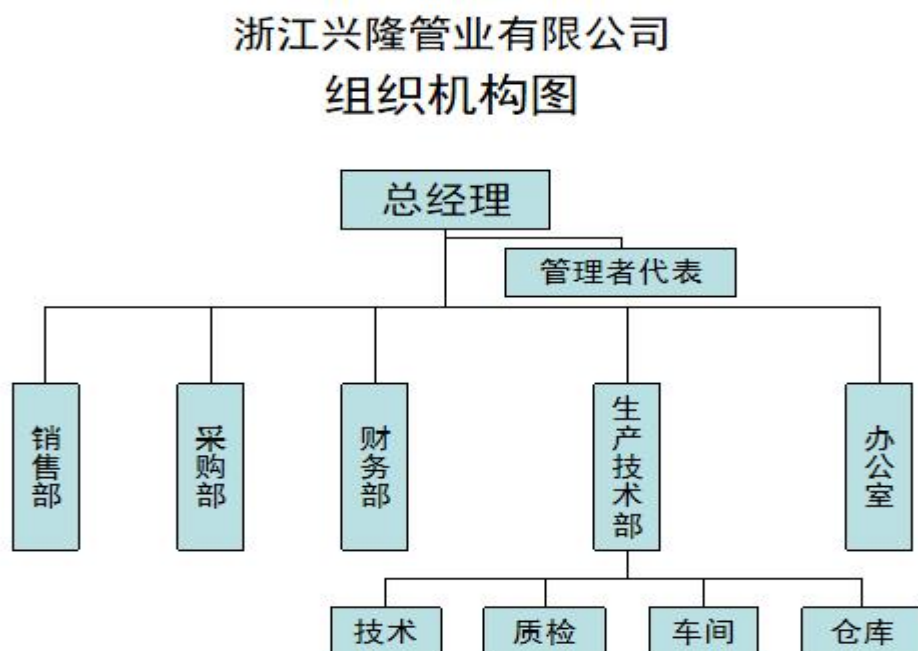 浙江兴隆管业有限公司
组织机构图
总经理
管理者代表
销售部
采购部
财务部
生产技术部
办公室
技术
质检
车间
仓库